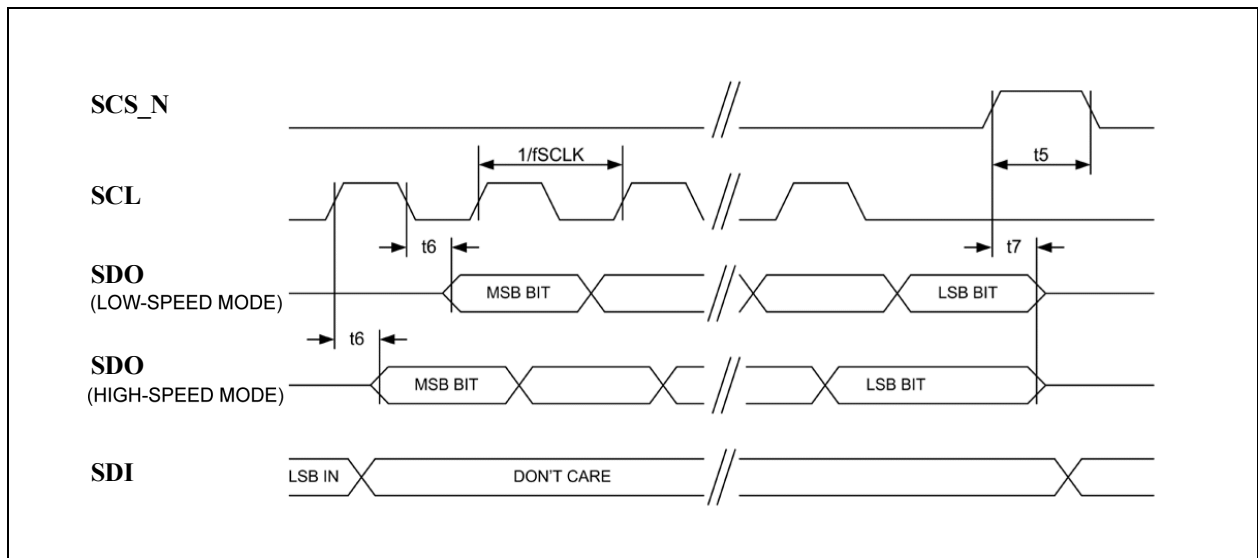 SCS_N
t5
1/fSCLK
SCL
t6
t7
SDO
(LOW-SPEED MODE)
MSB BIT
LSB BIT
t6
SDO
(HIGH-SPEED MODE)
MSB BIT
LSB BIT
SDI
LSB IN
DON'T CARE